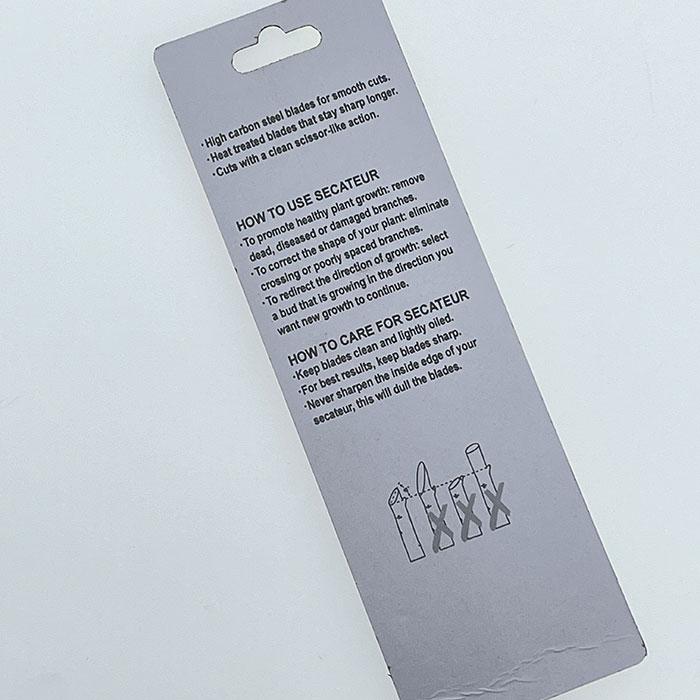 ·High carbon steel blades for smooth cuts.
·Heat treated blades that stay sharp longer.
·Cuts with a clean scissor-like action.
HOW TO USE SECATEUR
·To promote healthy plant growth: remove
dead, diseased or damaged branches.
·To correct the shape of your plant: eliminate
crossing or poorly spaced branches.
·To redirect the direction of growth: select
a bud that is growing in the direction you
want new growth to continue.
HOW TO CARE FOR SECATEUR
·Keep blades clean and lightly oiled.
·For best results, keep blades sharp.
·Never sharpen the inside edge of your
secateur, this will dull the blades.